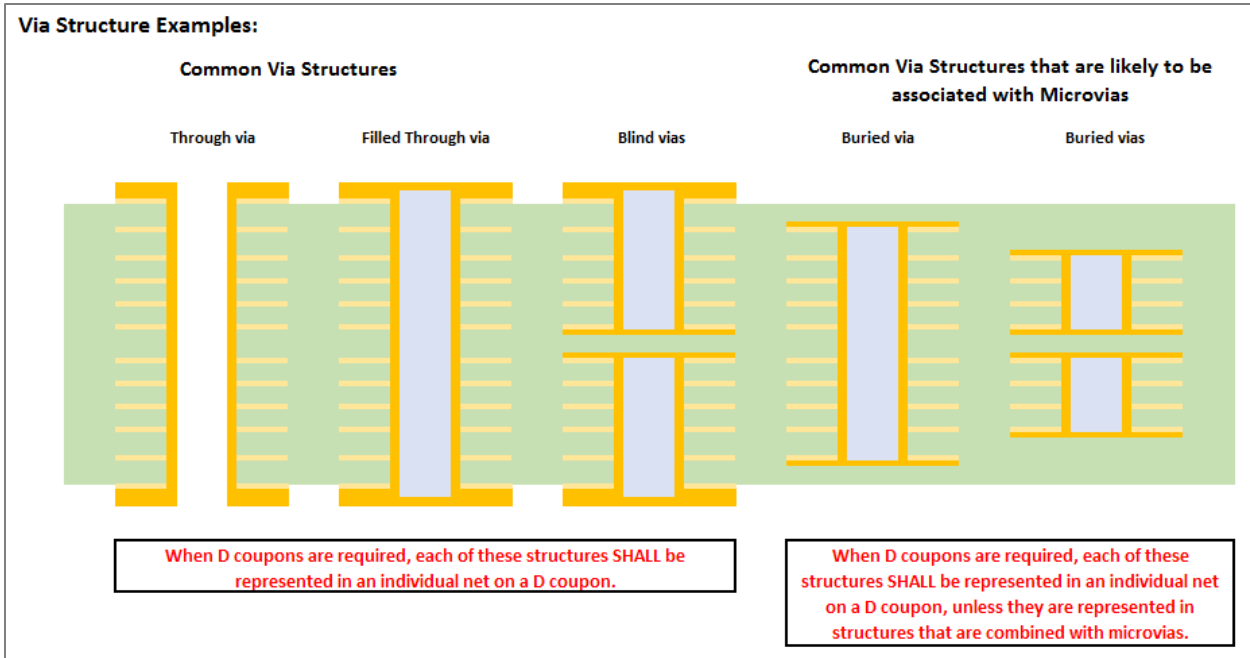 Via Structure Examples:
Common Via Structures
Common Via Structures that are likely to be
associated with Microvias
Through via
Filled Through via
Blind vias
Buried via
Buried vias
When D coupons are required, each of these structures SHALL be
represented in an individual net on a D coupon.
When D coupons are required, each of these
structures SHALL be represented in an individual net
on a D coupon, unless they are represented in
structures that are combined with microvias.